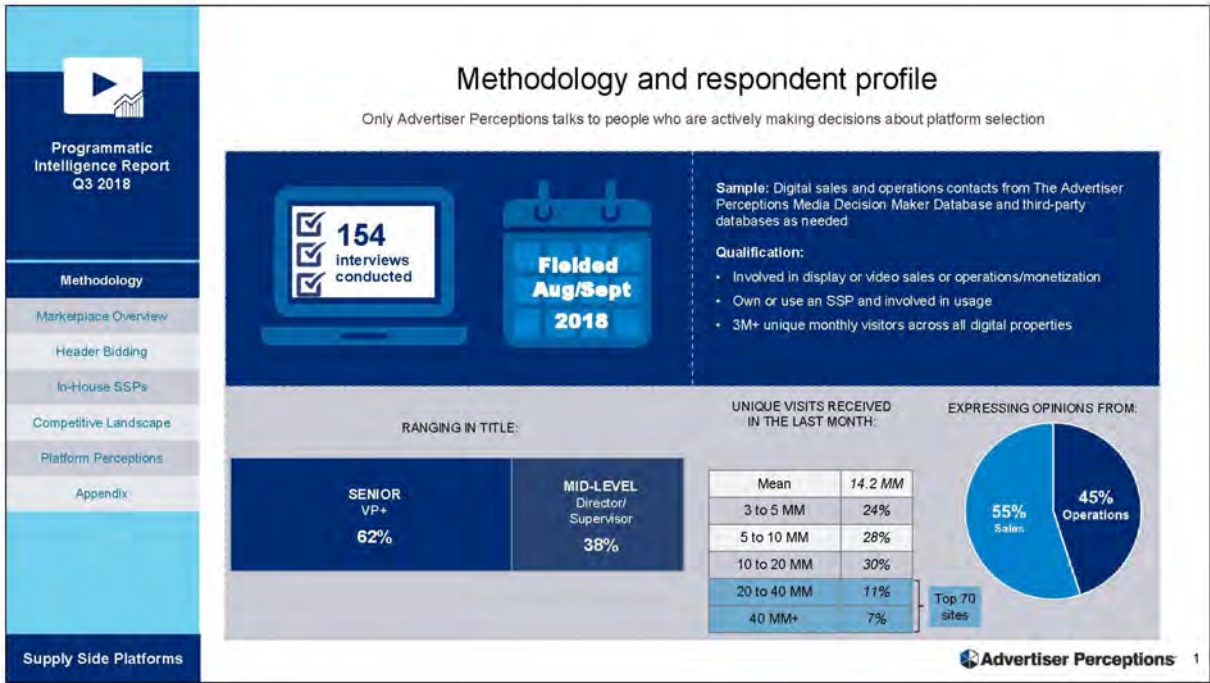 Programmatic
Intelligence Report
Q3 2018
Methodology
Marketplace Overview
Header Bidding
In-House SSPs
Competitive Landscape
Platform Perceptions
Appendix
Supply Side Platforms
Methodology and respondent profile
Only Advertiser Perceptions talks to people who are actively making decisions about platform selection
154
interviews
conducted
Fielded
Aug/Sept
2018
Sample: Digital sales and operations contacts from The Advertiser
Perceptions Media Decision Maker Database and third-party
databases as needed
Qualification:
• Involved in display or video sales or operations/monetization
• Own or use an SSP and involved in usage
• 3M+ unique monthly visitors across all digital properties
RANGING IN TITLE:
SENIOR
VP+
62%
MID-LEVEL
Director/
Supervisor
38%
UNIQUE VISITS RECEIVED
IN THE LAST MONTH:
Mean 14.2 MM
3 to 5 MM 24%
5 to 10 MM 28%
10 to 20 MM 30%
20 to 40 MM 11%
40 MM+ 7%
Top 70
sites
EXPRESSING OPINIONS FROM:
55%
Sales
45%
Operations
Advertiser Perceptions 1